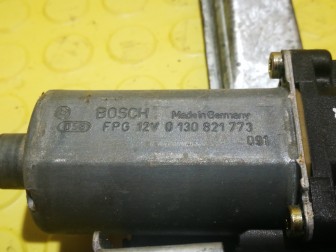 BOSCH Made in Germany
FPG 12V 0 130 821 773
091